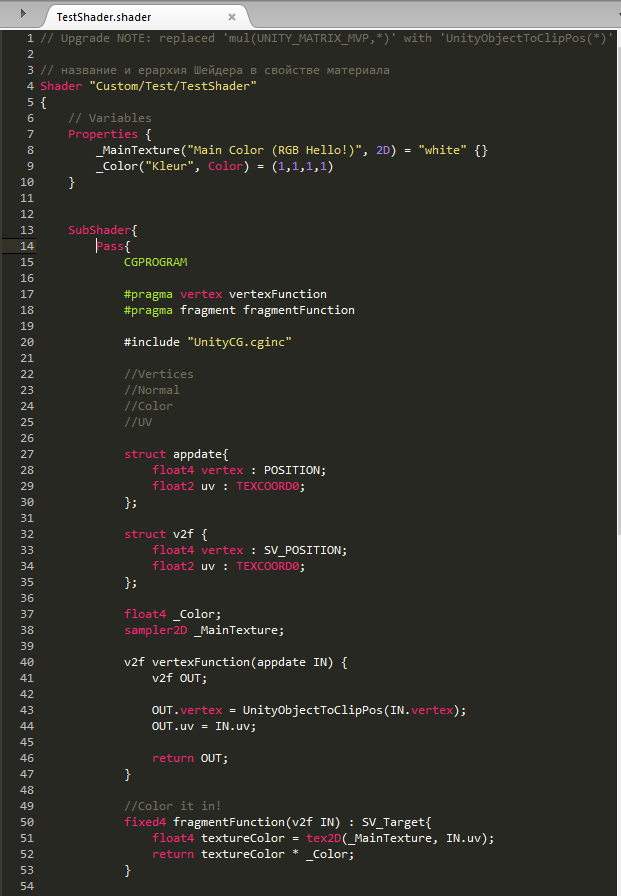 TestShader.shader
1 // Upgrade NOTE: replaced 'mul(UNITY_MATRIX_MVP,*)' with 'UnityObjectToClipPos(*)'
2
3 // название и ерархия Шейдера в свойстве материала
4 Shader "Custom/Test/TestShader"
5 {
6 // Variables
7 Properties {
8 _MainTexture("Main Color (RGB Hello!)", 2D) = "white" {}
9 _Color("Kleur", Color) = (1,1,1,1)
10 }
11
12
13 SubShader{
14 Pass{
15 CGPROGRAM
16
17 #pragma vertex vertexFunction
18 #pragma fragment fragmentFunction
19
20 #include "UnityCG.cginc"
21
22 //Vertices
23 //Normal
24 //Color
25 //UV
26
27 struct appdate{
28 float4 vertex : POSITION;
29 float2 uv : TEXCOORD0;
30 };
31
32 struct v2f {
33 float4 vertex : SV_POSITION;
34 float2 uv : TEXCOORD0;
35 };
36
37 float4 _Color;
38 sampler2D _MainTexture;
39
40 v2f vertexFunction(appdate IN) {
41 v2f OUT;
42
43 OUT.vertex = UnityObjectToClipPos(IN.vertex);
44 OUT.uv = IN.uv;
45
46 return OUT;
47 }
48
49 //Color it in!
50 fixed4 fragmentFunction(v2f IN) : SV_Target{
51 float4 textureColor = tex2D(_MainTexture, IN.uv);
52 return textureColor * _Color;
53 }
54